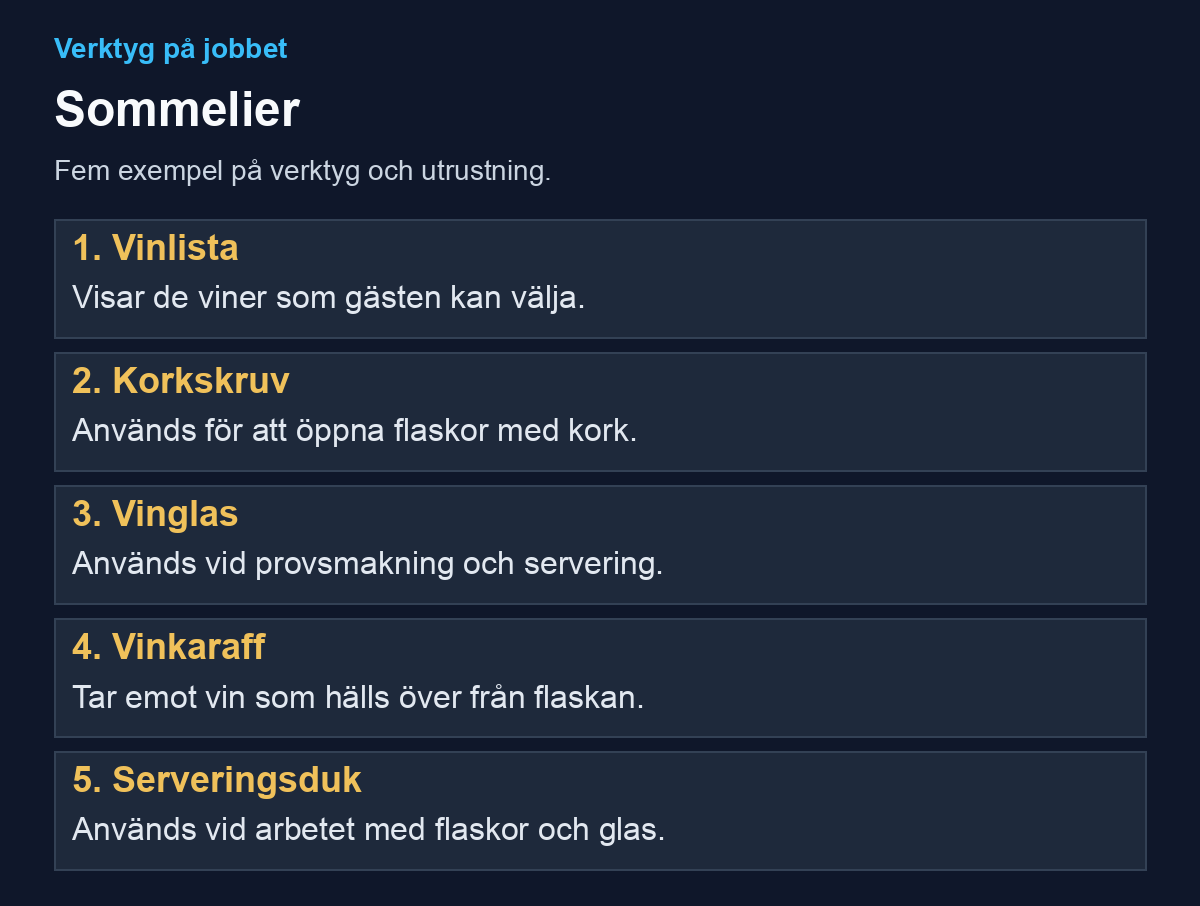 Verktyg på jobbet
Sommelier
Fem exempel på verktyg och utrustning.
1. Vinlista
Visar de viner som gästen kan välja.
2. Korkskruv
Används för att öppna flaskor med kork.
3. Vinglas
Används vid provsmakning och servering.
4. Vinkaraff
Tar emot vin som hälls över från flaskan.
5. Serveringsduk
Används vid arbetet med flaskor och glas.